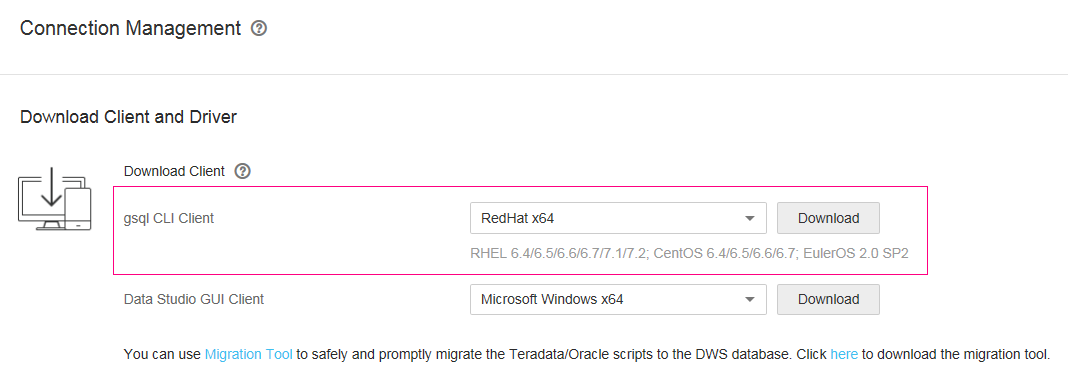 Connection Management ?
Download Client and Driver
Download Client ?
gsql CLI Client RedHat x64 Download
RHEL 6.4/6.5/6.6/6.7/7.1/7.2; CentOS 6.4/6.5/6.6/6.7; EulerOS 2.0 SP2
Data Studio GUI Client Microsoft Windows x64 Download
You can use Migration Tool to safely and promptly migrate the Teradata/Oracle scripts to the DWS database. Click here to download the migration tool.